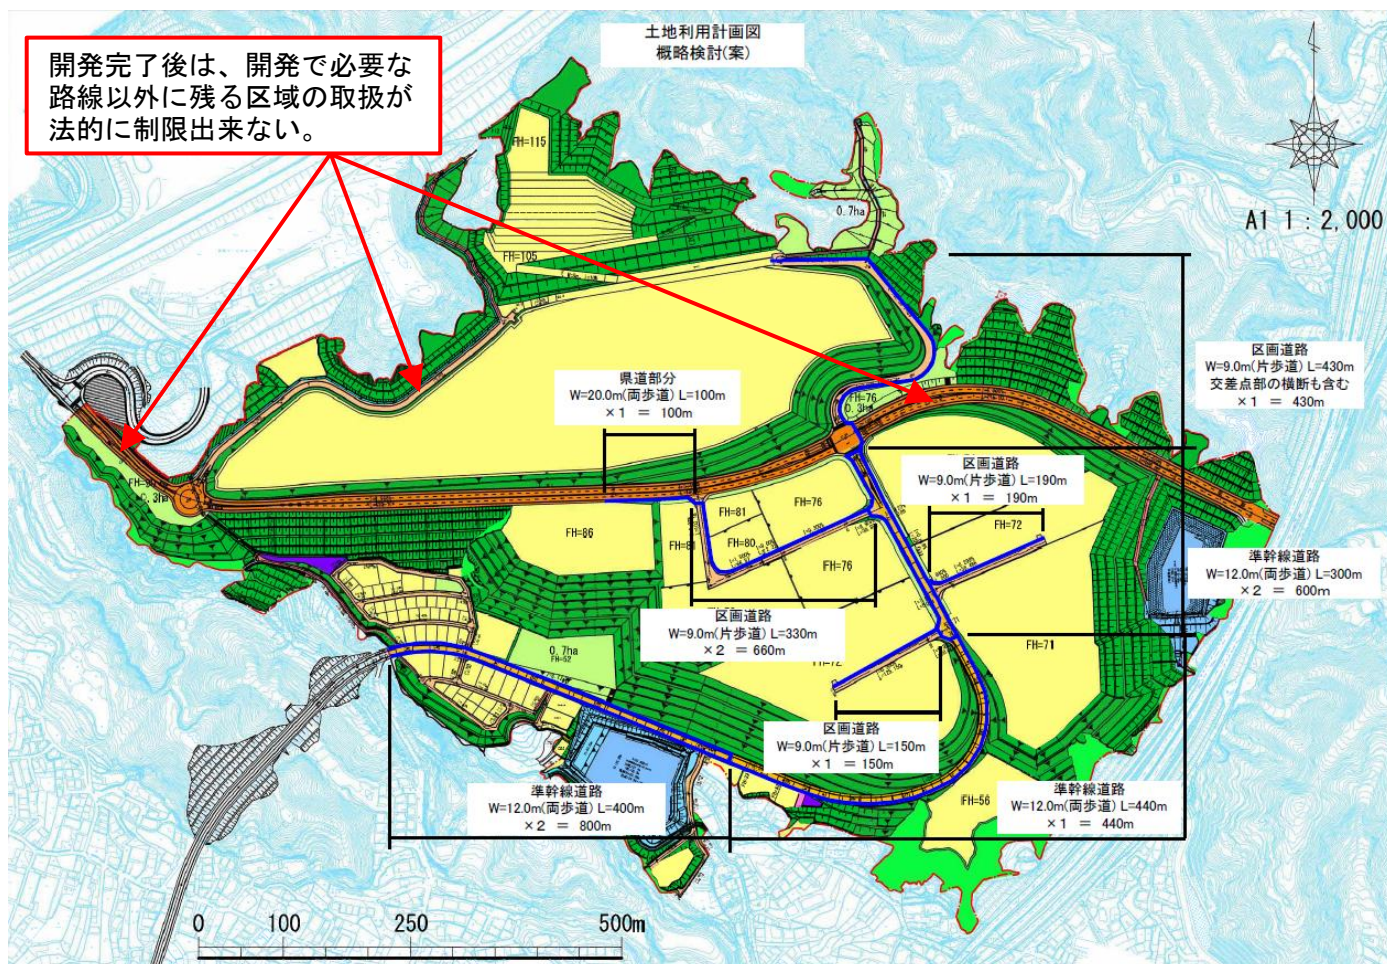 土地利用計画図
概略検討(案)
開発完了後は、開発で必要な
路線以外に残る区域の取扱が
法的に制限出来ない。
A1 1：2,000
FH=115
0.7ha
FH=105
区画道路
W=9.0m(片歩道) L=430m
交差点部の横断も含む
×1 ＝ 430m
県道部分
W=20.0m(両歩道) L=100m
×1 ＝ 100m
FH=76
0.3ha
区画道路
W=9.0m(片歩道) L=190m
×1 ＝ 190m
FH=72
FH=81
FH=76
FH=86
FH=81
FH=80
FH=76
準幹線道路
W=12.0m(両歩道) L=300m
×2 ＝ 600m
区画道路
W=9.0m(片歩道) L=330m
×2 ＝ 660m
FH=71
0.7ha
FH=52
FH=72
区画道路
W=9.0m(片歩道) L=150m
×1 ＝ 150m
準幹線道路
W=12.0m(両歩道) L=400m
×2 ＝ 800m
FH=56
準幹線道路
W=12.0m(両歩道) L=440m
×1 ＝ 440m
0 100 250 500m